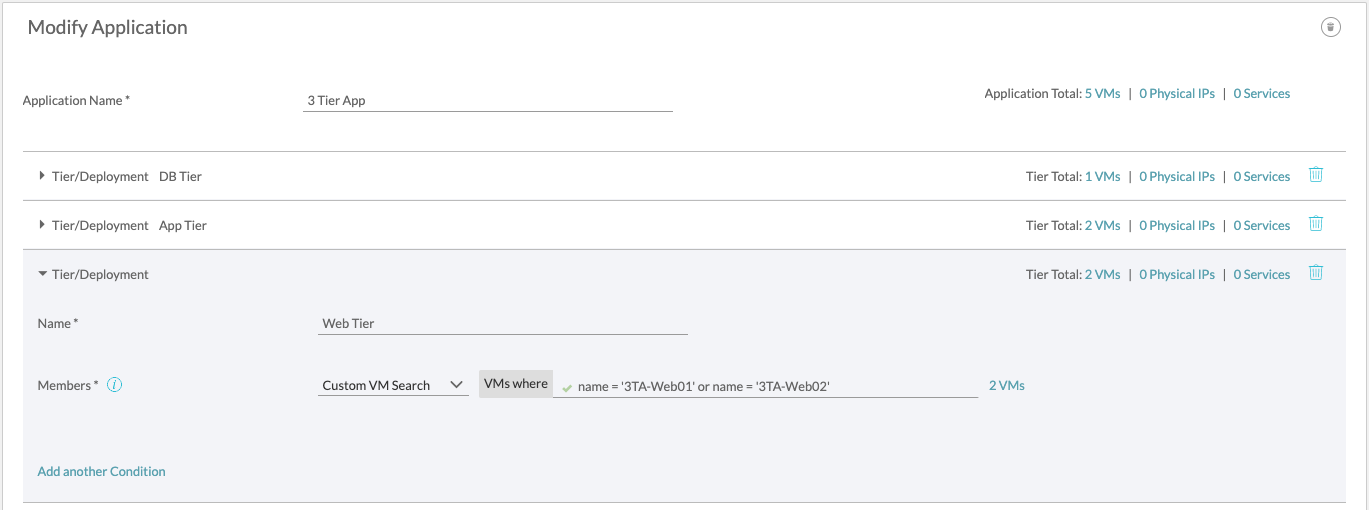 Modify Application
Application Name * 3 Tier App Application Total: 5 VMs | 0 Physical IPs | 0 Services
Tier/Deployment DB Tier Tier Total: 1 VMs | 0 Physical IPs | 0 Services
Tier/Deployment App Tier Tier Total: 2 VMs | 0 Physical IPs | 0 Services
Tier/Deployment Tier Total: 2 VMs | 0 Physical IPs | 0 Services
Name * Web Tier
Members * i Custom VM Search VMs where name = '3TA-Web01' or name = '3TA-Web02' 2 VMs
Add another Condition